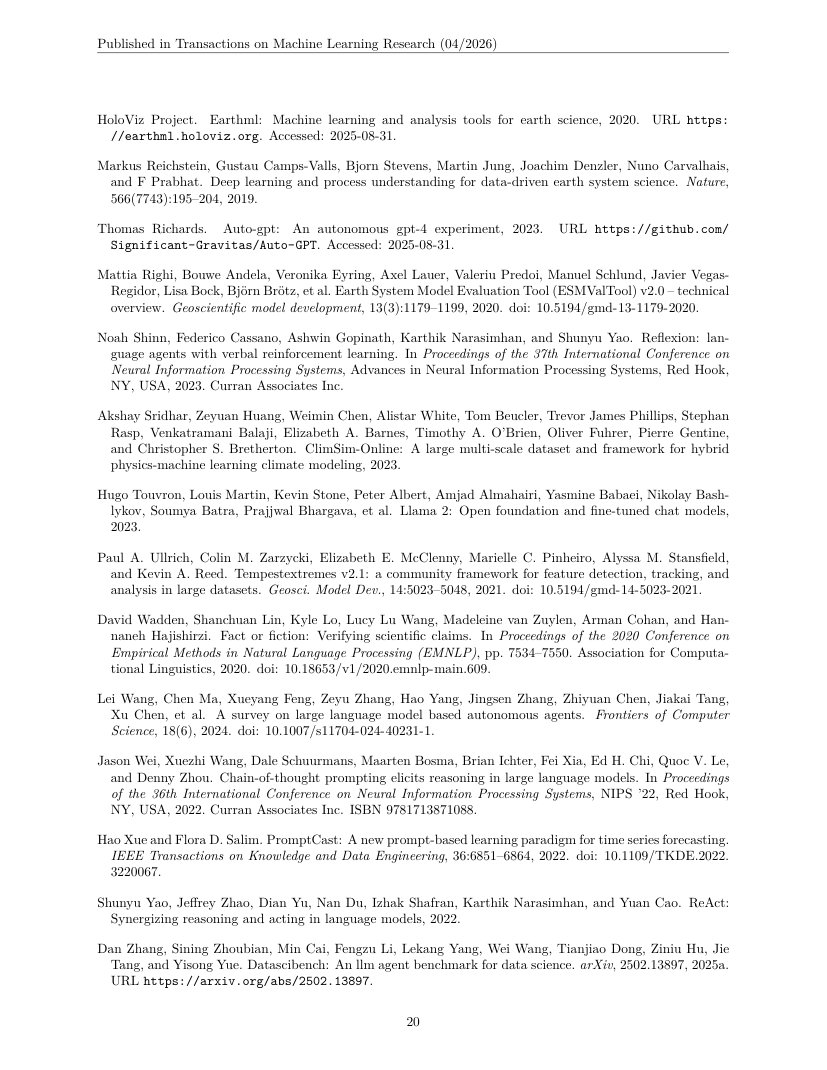 Published in Transactions on Machine Learning Research (04/2026)
HoloViz Project. Earthml: Machine learning and analysis tools for earth science, 2020. URL https:
//earthml.holoviz.org. Accessed: 2025-08-31.
Markus Reichstein, Gustau Camps-Valls, Bjorn Stevens, Martin Jung, Joachim Denzler, Nuno Carvalhais,
and F Prabhat. Deep learning and process understanding for data-driven earth system science. Nature,
566(7743):195–204, 2019.
Thomas Richards. Auto-gpt: An autonomous gpt-4 experiment, 2023. URL https://github.com/
Significant-Gravitas/Auto-GPT. Accessed: 2025-08-31.
Mattia Righi, Bouwe Andela, Veronika Eyring, Axel Lauer, Valeriu Predoi, Manuel Schlund, Javier Vegas-
Regidor, Lisa Bock, Björn Brötz, et al. Earth System Model Evaluation Tool (ESMValTool) v2.0 – technical
overview. Geoscientific model development, 13(3):1179–1199, 2020. doi: 10.5194/gmd-13-1179-2020.
Noah Shinn, Federico Cassano, Ashwin Gopinath, Karthik Narasimhan, and Shunyu Yao. Reflexion: lan-
guage agents with verbal reinforcement learning. In Proceedings of the 37th International Conference on
Neural Information Processing Systems, Advances in Neural Information Processing Systems, Red Hook,
NY, USA, 2023. Curran Associates Inc.
Akshay Sridhar, Zeyuan Huang, Weimin Chen, Alistar White, Tom Beucler, Trevor James Phillips, Stephan
Rasp, Venkatramani Balaji, Elizabeth A. Barnes, Timothy A. O'Brien, Oliver Fuhrer, Pierre Gentine,
and Christopher S. Bretherton. ClimSim-Online: A large multi-scale dataset and framework for hybrid
physics-machine learning climate modeling, 2023.
Hugo Touvron, Louis Martin, Kevin Stone, Peter Albert, Amjad Almahairi, Yasmine Babaei, Nikolay Bash-
lykov, Soumya Batra, Prajjwal Bhargava, et al. Llama 2: Open foundation and fine-tuned chat models,
2023.
Paul A. Ullrich, Colin M. Zarzycki, Elizabeth E. McClenny, Marielle C. Pinheiro, Alyssa M. Stansfield,
and Kevin A. Reed. Tempestextremes v2.1: a community framework for feature detection, tracking, and
analysis in large datasets. Geosci. Model Dev., 14:5023–5048, 2021. doi: 10.5194/gmd-14-5023-2021.
David Wadden, Shanchuan Lin, Kyle Lo, Lucy Lu Wang, Madeleine van Zuylen, Arman Cohan, and Han-
naneh Hajishirzi. Fact or fiction: Verifying scientific claims. In Proceedings of the 2020 Conference on
Empirical Methods in Natural Language Processing (EMNLP), pp. 7534–7550. Association for Computa-
tional Linguistics, 2020. doi: 10.18653/v1/2020.emnlp-main.609.
Lei Wang, Chen Ma, Xueyang Feng, Zeyu Zhang, Hao Yang, Jingsen Zhang, Zhiyuan Chen, Jiakai Tang,
Xu Chen, et al. A survey on large language model based autonomous agents. Frontiers of Computer
Science, 18(6), 2024. doi: 10.1007/s11704-024-40231-1.
Jason Wei, Xuezhi Wang, Dale Schuurmans, Maarten Bosma, Brian Ichter, Fei Xia, Ed H. Chi, Quoc V. Le,
and Denny Zhou. Chain-of-thought prompting elicits reasoning in large language models. In Proceedings
of the 36th International Conference on Neural Information Processing Systems, NIPS '22, Red Hook,
NY, USA, 2022. Curran Associates Inc. ISBN 9781713871088.
Hao Xue and Flora D. Salim. PromptCast: A new prompt-based learning paradigm for time series forecasting.
IEEE Transactions on Knowledge and Data Engineering, 36:6851–6864, 2022. doi: 10.1109/TKDE.2022.
3220067.
Shunyu Yao, Jeffrey Zhao, Dian Yu, Nan Du, Izhak Shafran, Karthik Narasimhan, and Yuan Cao. ReAct:
Synergizing reasoning and acting in language models, 2022.
Dan Zhang, Sining Zhoubian, Min Cai, Fengzu Li, Lekang Yang, Wei Wang, Tianjiao Dong, Ziniu Hu, Jie
Tang, and Yisong Yue. Datascibench: An llm agent benchmark for data science. arXiv, 2502.13897, 2025a.
URL https://arxiv.org/abs/2502.13897.
20